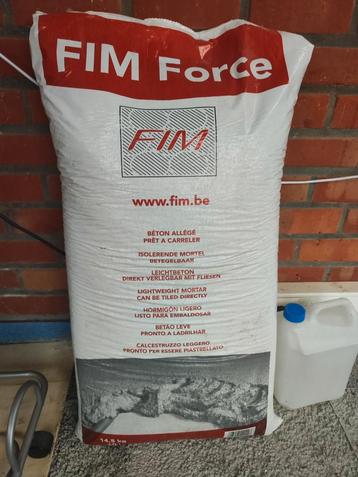 FIM Force
FIM
www.fim.be
BÉTON ALLÉGÉ
PRÊT A CARRELER
ISOLERENDE MORTEL
BETEGELBAAR
LEICHTBETON
DIREKT VERLEGBAR MIT FLIESEN
LIGHTWEIGHT MORTAR
CAN BE TILED DIRECTLY
HORMIGÓN LIGERO
LISTO PARA EMBALDOSAR
BETÃO LEVE
PRONTO A LADRILHAR
CALCESTRUZZO LEGGERO
PRONTO PER ESSERE PIASTRELLATO